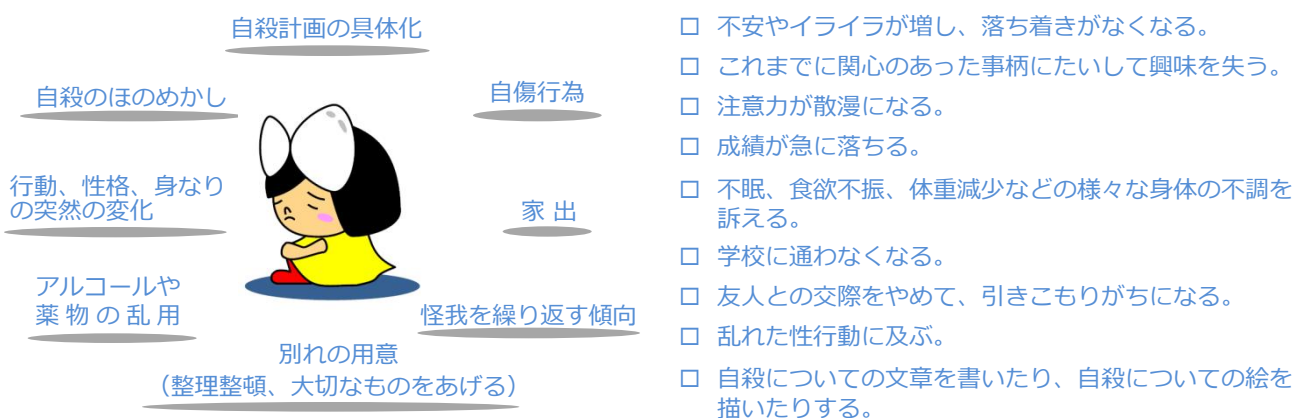 自殺計画の具体化
自殺のほのめかし
自傷行為
行動、性格、身なり
の突然の変化
家 出
アルコールや
薬 物 の 乱 用
怪我を繰り返す傾向
別れの用意
（整理整頓、大切なものをあげる）
□ 不安やイライラが増し、落ち着きがなくなる。
□ これまでに関心のあった事柄にたいして興味を失う。
□ 注意力が散漫になる。
□ 成績が急に落ちる。
□ 不眠、食欲不振、体重減少などの様々な身体の不調を
訴える。
□ 学校に通わなくなる。
□ 友人との交際をやめて、引きこもりがちになる。
□ 乱れた性行動に及ぶ。
□ 自殺についての文章を書いたり、自殺についての絵を
描いたりする。